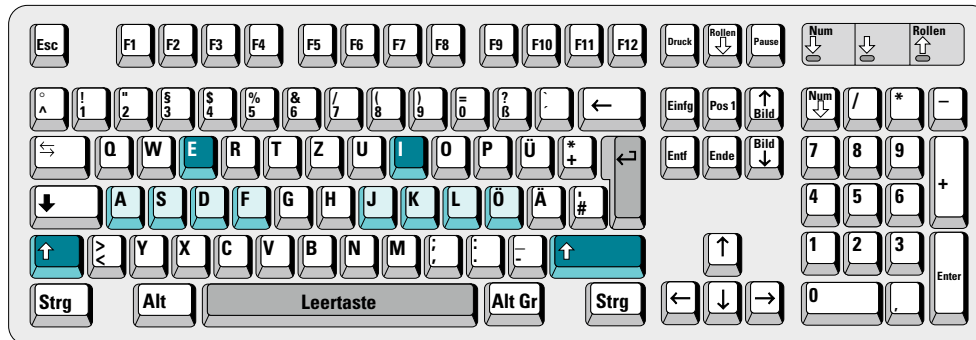 Esc F1 F2 F3 F4 F5 F6 F7 F8 F9 F10 F11 F12 Druck Rollen Pause Num Rollen
° ^ ! 1 " 2 § 3 $ 4 % 5 & 6 / 7 ( 8 ) 9 = 0 ? ß ` ´ ← Einfg Pos 1 ↑ Bild Num / * –
Q W E R T Z U I O P Ü * + Entf Ende Bild ↓ 7 8 9 +
A S D F G H J K L Ö Ä ' # 4 5 6
> < Y X C V B N M ; , : . _ - ↑ 1 2 3 Enter
Strg Alt Leertaste Alt Gr Strg ← ↓ → 0 ,